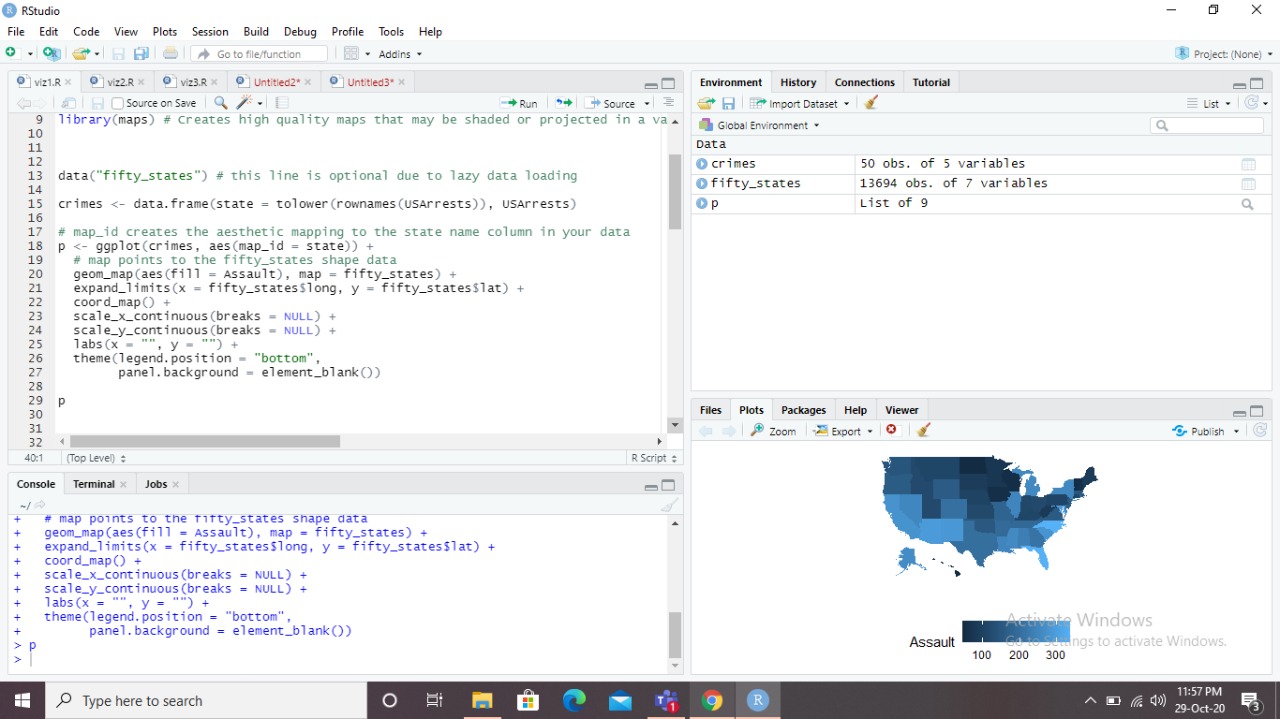 RStudio
File Edit Code View Plots Session Build Debug Profile Tools Help
Go to file/function Addins Project: (None)
viz1.R viz2.R viz3.R Untitled2* Untitled3*
Source on Save Run Source
9 library(maps) # Creates high quality maps that may be shaded or projected in a va
10
11
12
13 data("fifty_states") # this line is optional due to lazy data loading
14
15 crimes <- data.frame(state = tolower(rownames(USArrests)), USArrests)
16
17 # map_id creates the aesthetic mapping to the state name column in your data
18 p <- ggplot(crimes, aes(map_id = state)) +
19 # map points to the fifty_states shape data
20 geom_map(aes(fill = Assault), map = fifty_states) +
21 expand_limits(x = fifty_states$long, y = fifty_states$lat) +
22 coord_map() +
23 scale_x_continuous(breaks = NULL) +
24 scale_y_continuous(breaks = NULL) +
25 labs(x = "", y = "") +
26 theme(legend.position = "bottom",
27 panel.background = element_blank())
28
29 p
30
31
32
40:1 (Top Level) R Script
Console Terminal Jobs
~/
+ # map points to the fifty_states shape data
+ geom_map(aes(fill = Assault), map = fifty_states) +
+ expand_limits(x = fifty_states$long, y = fifty_states$lat) +
+ coord_map() +
+ scale_x_continuous(breaks = NULL) +
+ scale_y_continuous(breaks = NULL) +
+ labs(x = "", y = "") +
+ theme(legend.position = "bottom",
+ panel.background = element_blank())
> p
>
Environment History Connections Tutorial
Import Dataset List
Global Environment
Data
crimes 50 obs. of 5 variables
fifty_states 13694 obs. of 7 variables
p List of 9
Files Plots Packages Help Viewer
Zoom Export Publish
Activate Windows
Go to Settings to activate Windows.
Assault
100 200 300
Type here to search
1
11:57 PM
29-Oct-20
3